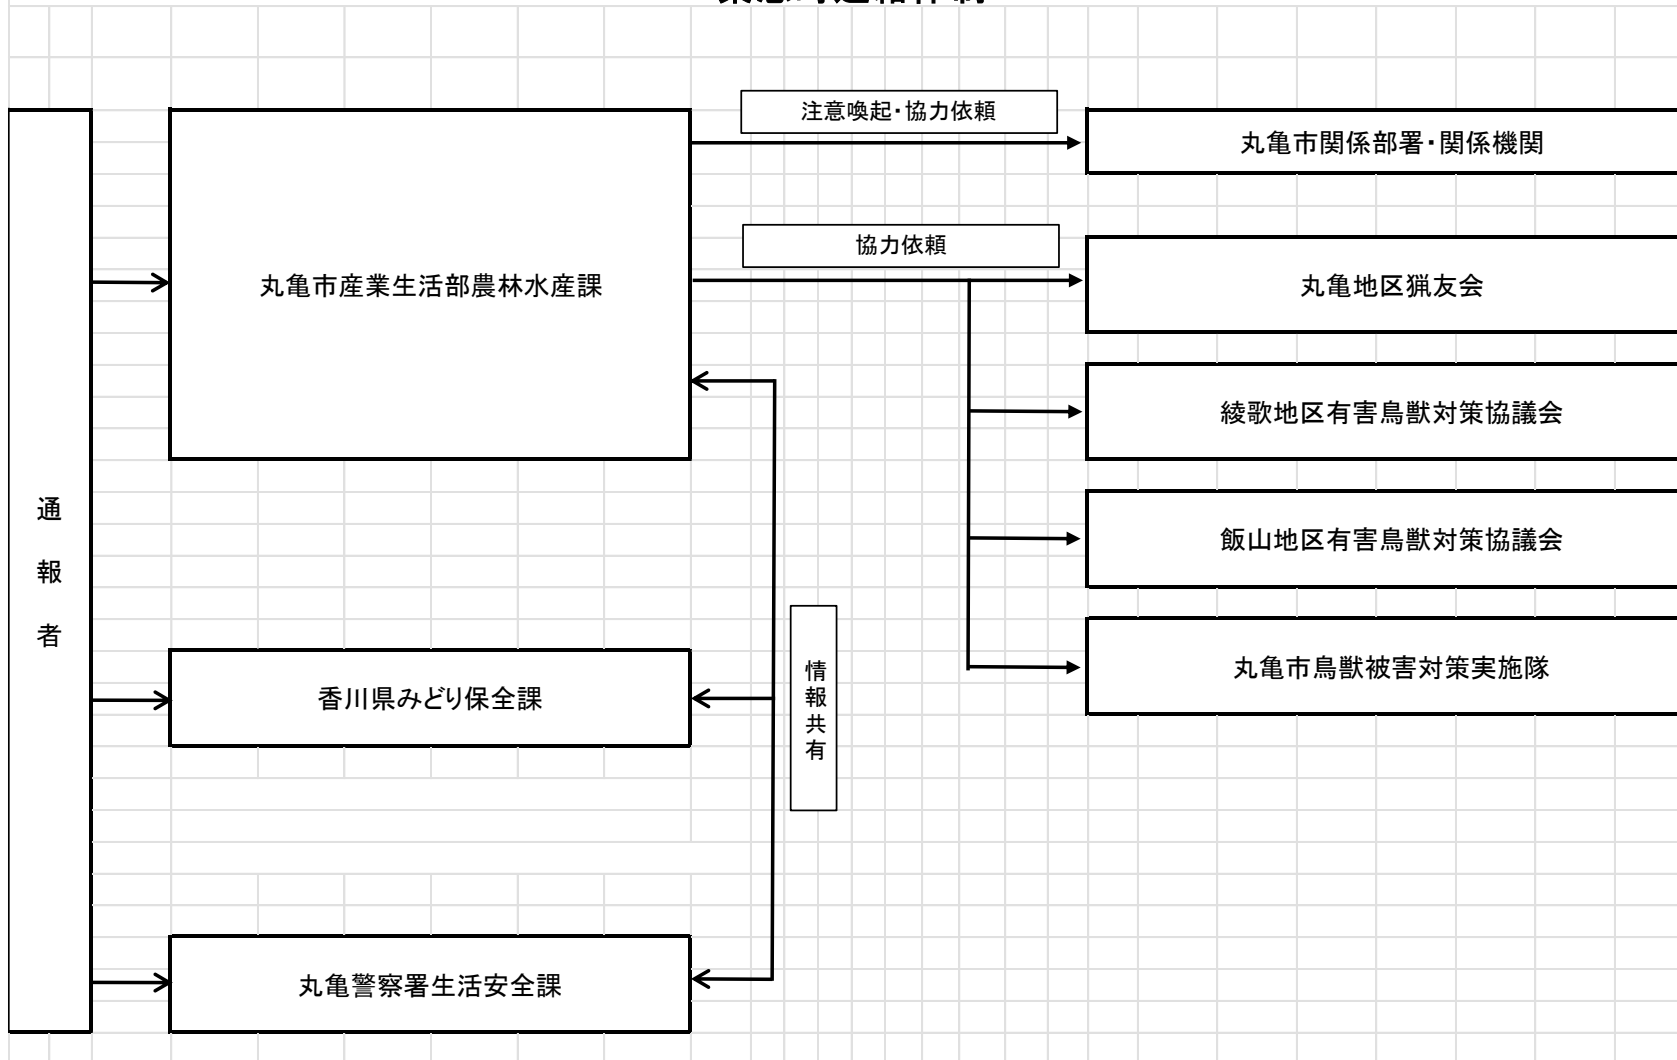 注意喚起・協力依頼
丸亀市関係部署・関係機関
協力依頼
丸亀市産業生活部農林水産課
丸亀地区猟友会
綾歌地区有害鳥獣対策協議会
通報者
飯山地区有害鳥獣対策協議会
情報共有
丸亀市鳥獣被害対策実施隊
香川県みどり保全課
丸亀警察署生活安全課